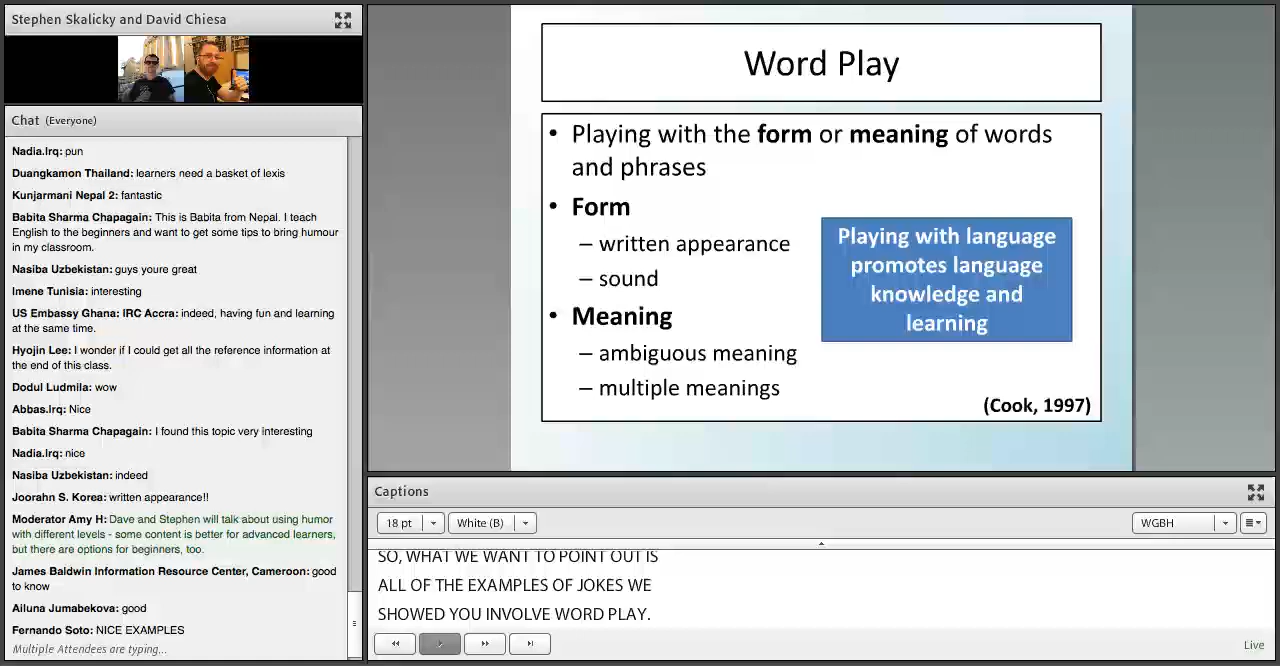 Stephen Skalicky and David Chiesa
Chat (Everyone)
Nadia.Irq: pun
Duangkamon Thailand: learners need a basket of lexis
Kunjarmani Nepal 2: fantastic
Babita Sharma Chapagain: This is Babita from Nepal. I teach
English to the beginners and want to get some tips to bring humour
in my classroom.
Nasiba Uzbekistan: guys youre great
Imene Tunisia: interesting
US Embassy Ghana: IRC Accra: indeed, having fun and learning
at the same time.
Hyojin Lee: I wonder if I could get all the reference information at
the end of this class.
Dodul Ludmila: wow
Abbas.Irq: Nice
Babita Sharma Chapagain: I found this topic very interesting
Nadia.Irq: nice
Nasiba Uzbekistan: indeed
Joorahn S. Korea: written appearance!!
Moderator Amy H: Dave and Stephen will talk about using humor
with different levels - some content is better for advanced learners,
but there are options for beginners, too.
James Baldwin Information Resource Center, Cameroon: good
to know
Ailuna Jumabekova: good
Fernando Soto: NICE EXAMPLES
Multiple Attendees are typing...
Word Play
• Playing with the form or meaning of words
and phrases
• Form
– written appearance
– sound
• Meaning
– ambiguous meaning
– multiple meanings
Playing with language
promotes language
knowledge and
learning
(Cook, 1997)
Captions
18 pt
White (B)
WGBH
SO, WHAT WE WANT TO POINT OUT IS
ALL OF THE EXAMPLES OF JOKES WE
SHOWED YOU INVOLVE WORD PLAY.
Live